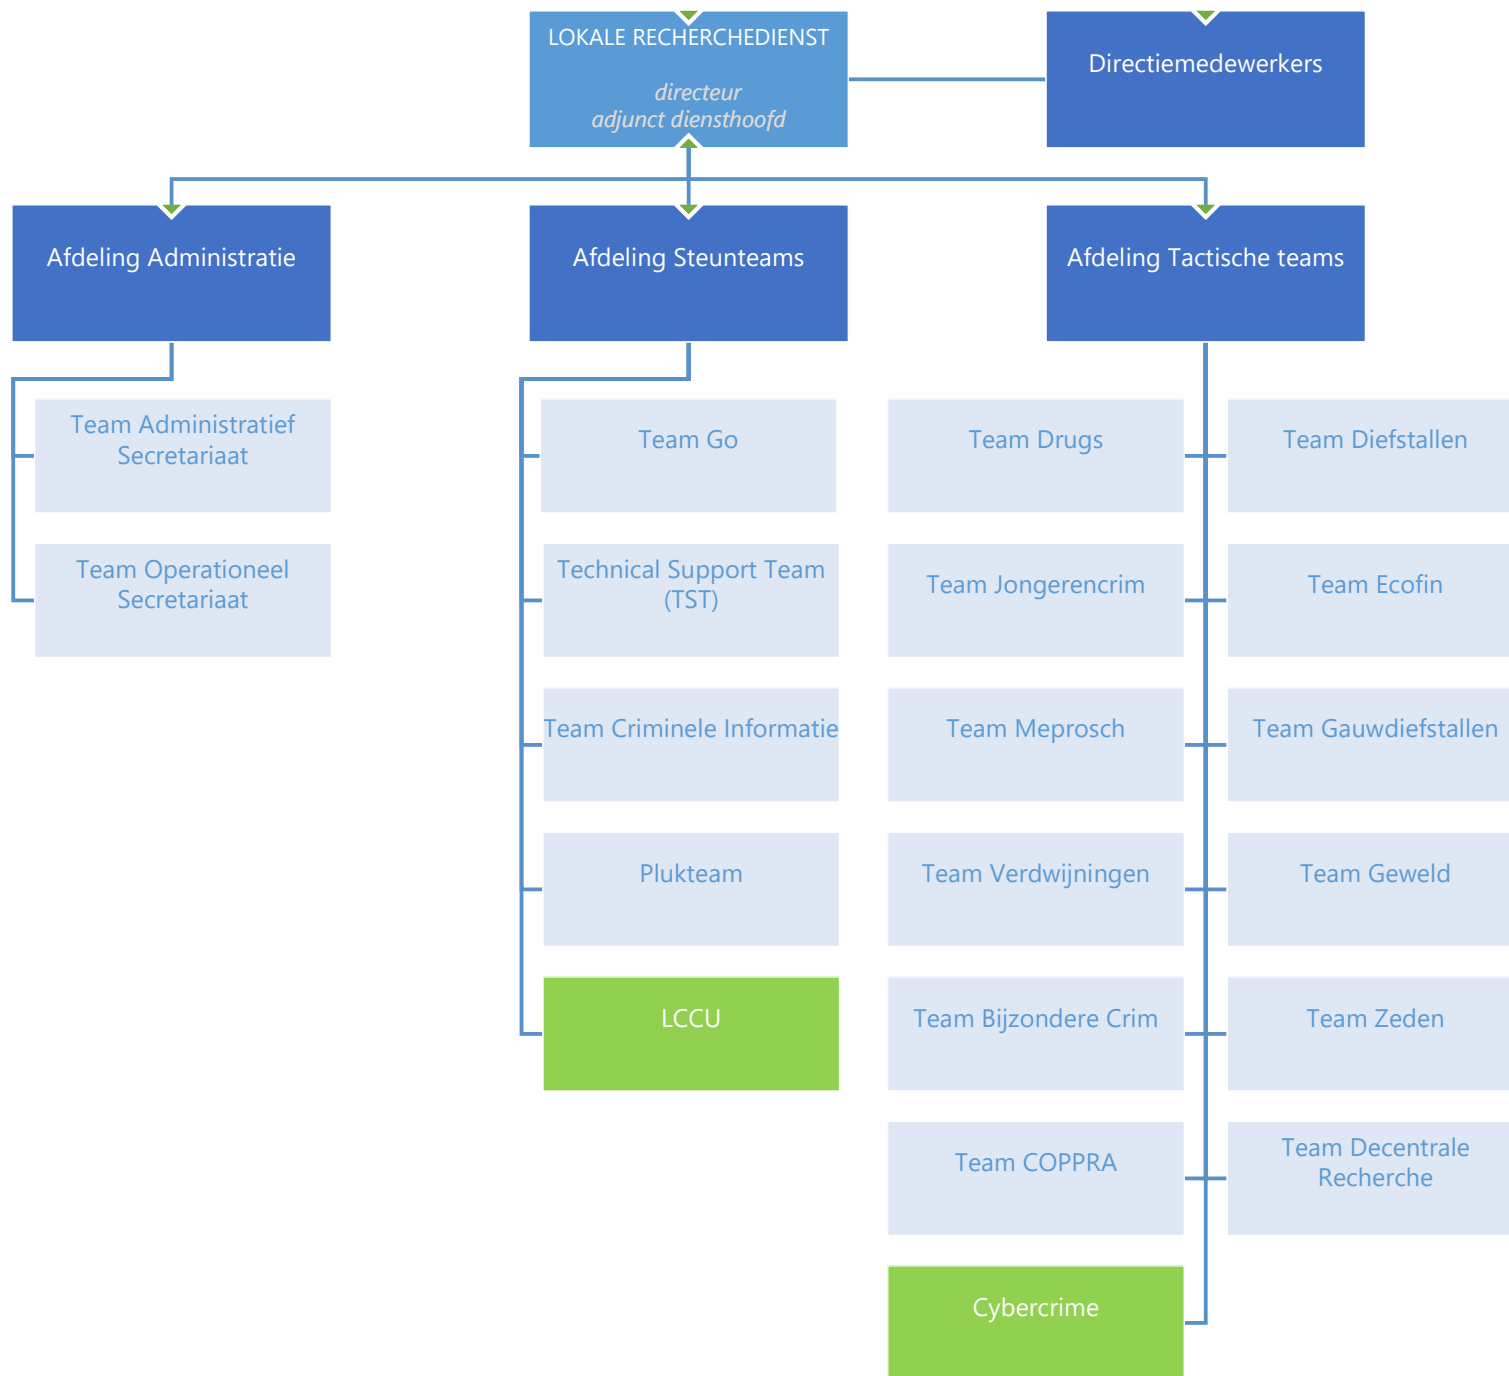 LOKALE RECHERCHEDIENST
directeur
adjunct diensthoofd
Directiemedewerkers
Afdeling Administratie
Afdeling Steunteams
Afdeling Tactische teams
Team Administratief
Secretariaat
Team Operationeel
Secretariaat
Team Go
Technical Support Team
(TST)
Team Criminele Informatie
Plukteam
LCCU
Team Drugs
Team Diefstallen
Team Jongerencrim
Team Ecofin
Team Meprosch
Team Gauwdiefstallen
Team Verdwijningen
Team Geweld
Team Bijzondere Crim
Team Zeden
Team COPPRA
Team Decentrale
Recherche
Cybercrime